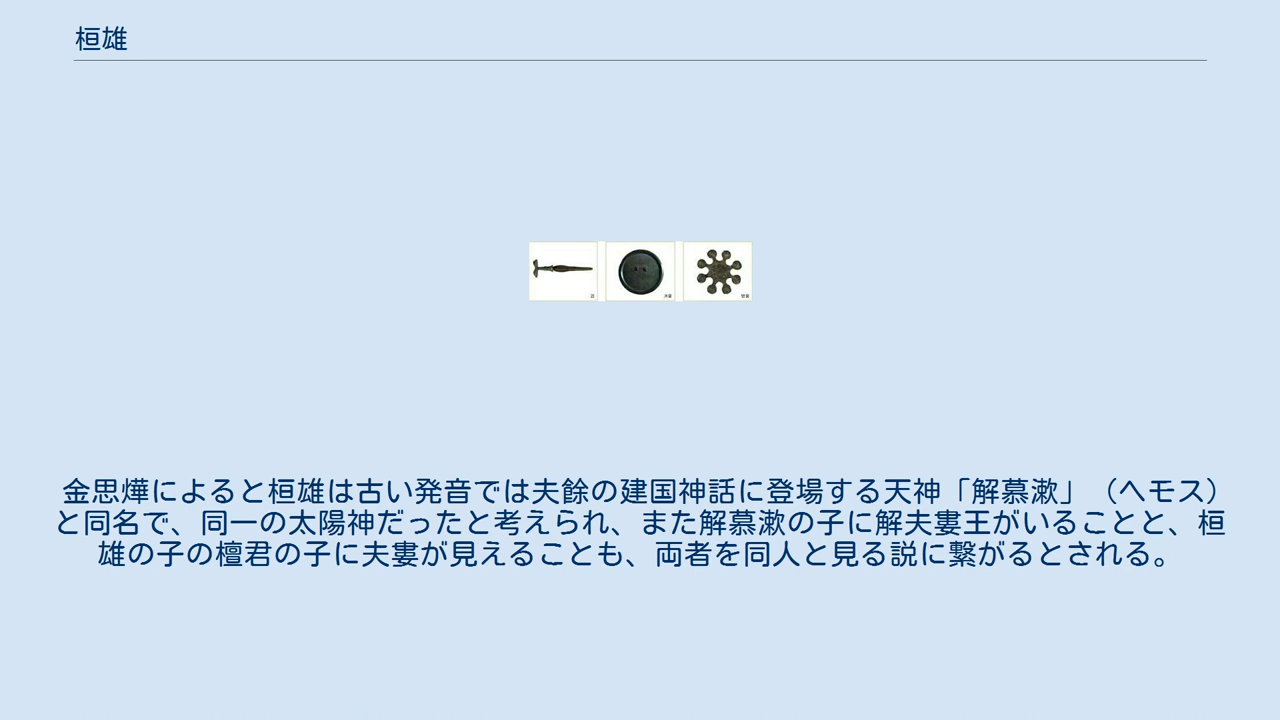 桓雄
金思燁によると桓雄は古い発音では夫餘の建国神話に登場する天神「解慕漱」（ヘモス）
と同名で、同一の太陽神だったと考えられ、また解慕漱の子に解夫婁王がいることと、桓
雄の子の檀君の子に夫婁が見えることも、両者を同人と見る説に繋がるとされる。